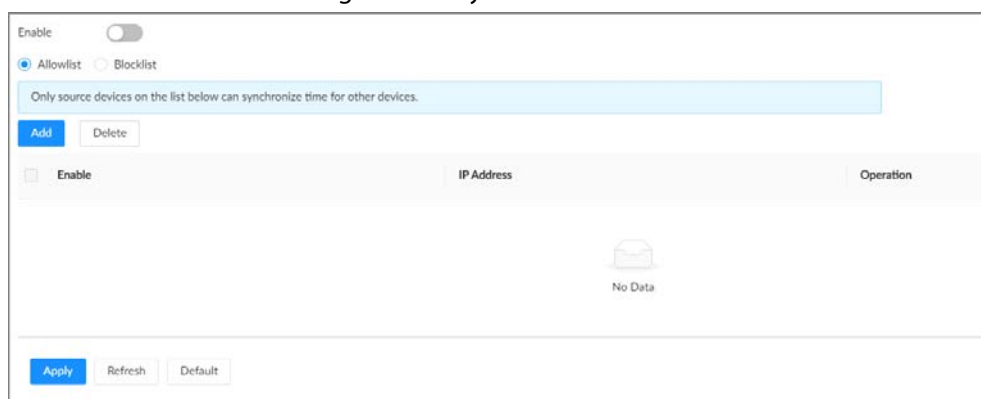 Enable
Allowlist Blocklist
Only source devices on the list below can synchronize time for other devices.
Add Delete
Enable IP Address Operation
No Data
Apply Refresh Default